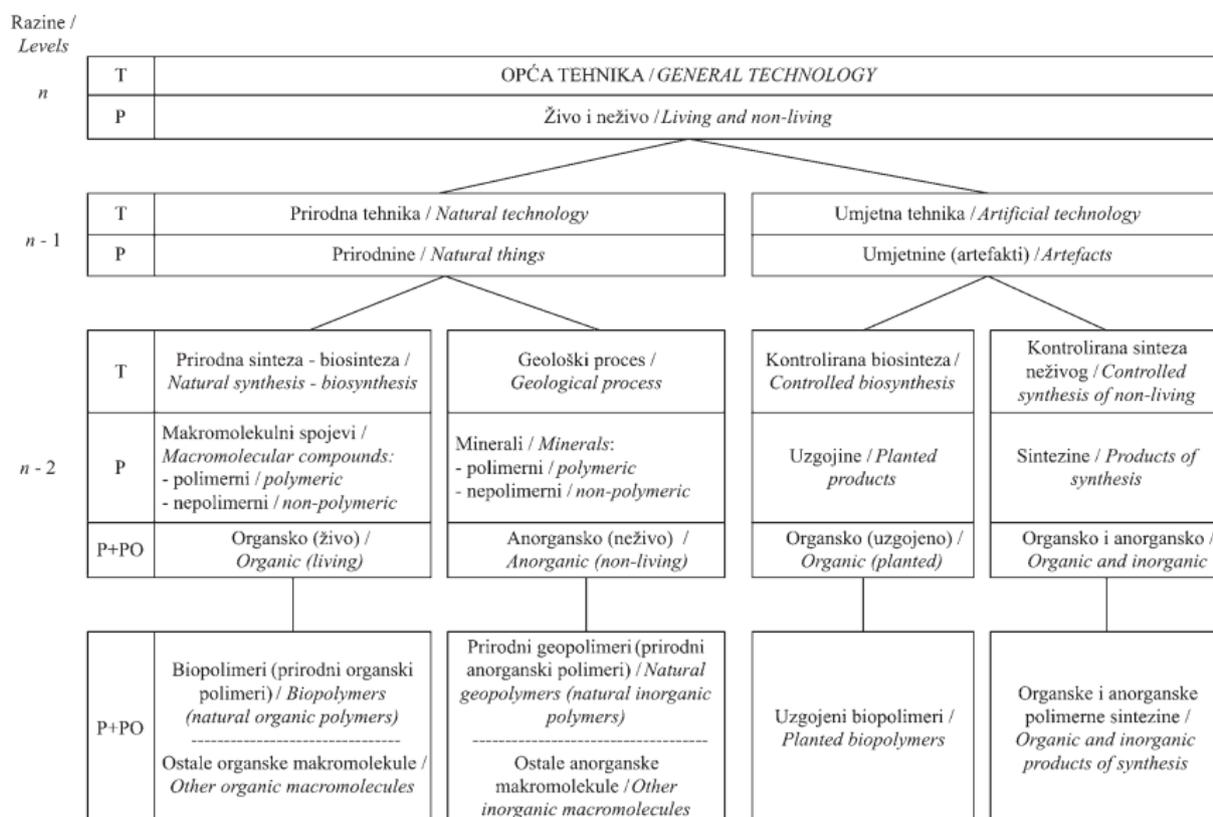 Razine /
Levels
n
T
OPĆA TEHNIKA / GENERAL TECHNOLOGY
P
Živo i neživo / Living and non-living
n - 1
T
Prirodna tehnika / Natural technology
Umjetna tehnika / Artificial technology
P
Prirodnine / Natural things
Umjetnine (artefakti) / Artefacts
n - 2
T
Prirodna sinteza - biosinteza /
Natural synthesis - biosynthesis
Geološki proces /
Geological process
Kontrolirana biosinteza /
Controlled biosynthesis
Kontrolirana sinteza
neživog / Controlled
synthesis of non-living
P
Makromolekulni spojevi /
Macromolecular compounds:
- polimerni / polymeric
- nepolimerni / non-polymeric
Minerali / Minerals:
- polimerni / polymeric
- nepolimerni / non-polymeric
Uzgojine / Planted
products
Sintezine / Products of
synthesis
P+PO
Organsko (živo) /
Organic (living)
Anorgansko (neživo) /
Anorganic (non-living)
Organsko (uzgojeno) /
Organic (planted)
Organsko i anorgansko /
Organic and inorganic
P+PO
Biopolimeri (prirodni organski
polimeri) / Biopolymers
(natural organic polymers)
Ostale organske makromolekule /
Other organic macromolecules
Prirodni geopolimeri (prirodni
anorganski polimeri) / Natural
geopolymers (natural inorganic
polymers)
Ostale anorganske
makromolekule / Other
inorganic macromolecules
Uzgojeni biopolimeri /
Planted biopolymers
Organske i anorganske
polimerne sintezine /
Organic and inorganic
products of synthesis